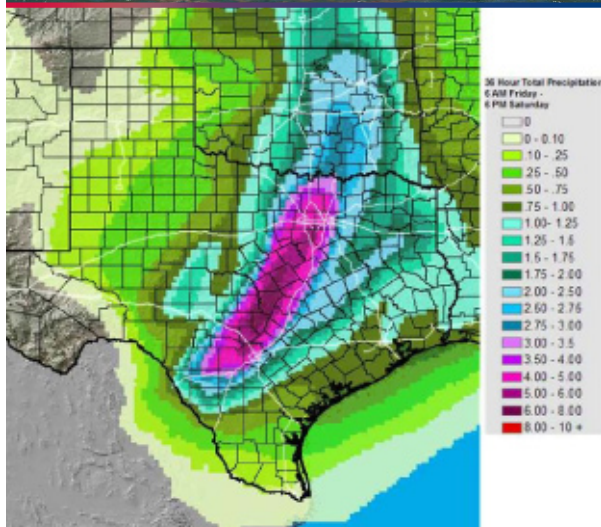 36 Hour Total Precipitation
6 AM Friday -
6 PM Saturday
0
0 - 0.10
.10 - .25
.25 - .50
.50 - .75
.75 - 1.00
1.00- 1.25
1.25 - 1.5
1.5 - 1.75
1.75 - 2.00
2.00 - 2.50
2.50 - 2.75
2.75 - 3.00
3.00 - 3.5
3.50 - 4.00
4.00 - 5.00
5.00 - 6.00
6.00 - 8.00
8.00 - 10 +